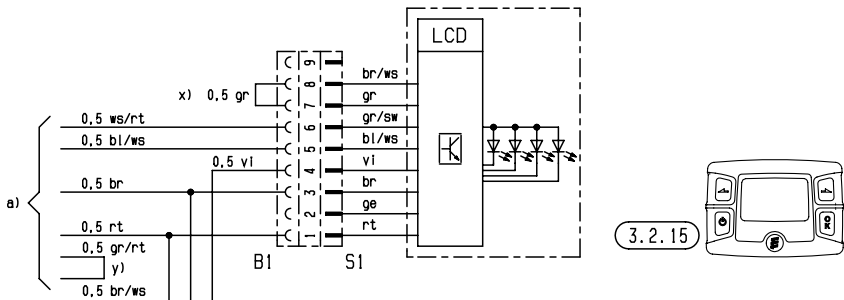 LCD
9
8
br/ws
x) 0,5 gr
7
gr
0,5 ws/rt
6
gr/sw
0,5 bl/ws
5
bl/ws
0,5 vi
4
vi
a)
0,5 br
3
br
2
ge
0,5 rt
1
rt
0,5 gr/rt
y)
B1
S1
0,5 br/ws
3.2.15
OK